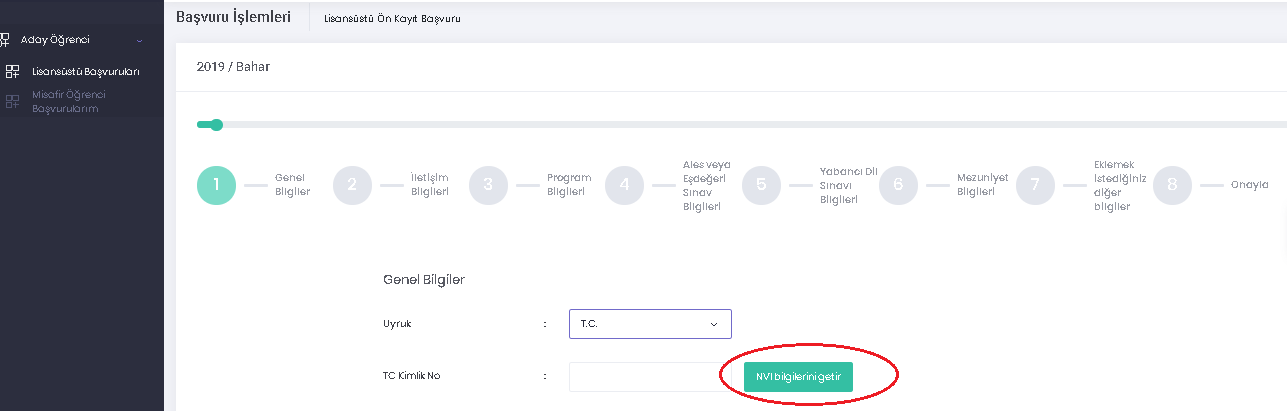 Başvuru İşlemleri
Lisansüstü Ön Kayıt Başvuru
Aday Öğrenci
Lisansüstü Başvuruları
Misafir Öğrenci
Başvurularım
2019 / Bahar
1
Genel
Bilgiler
2
İletişim
Bilgileri
3
Program
Bilgileri
4
Ales veya
Eşdeğeri
Sınav
Bilgileri
5
Yabancı Dil
Sınavı
Bilgileri
6
Mezuniyet
Bilgileri
7
Eklemek
istediğiniz
diğer
bilgiler
8
Onayla
Genel Bilgiler
Uyruk : T.C.
TC Kimlik No : NVI bilgilerini getir